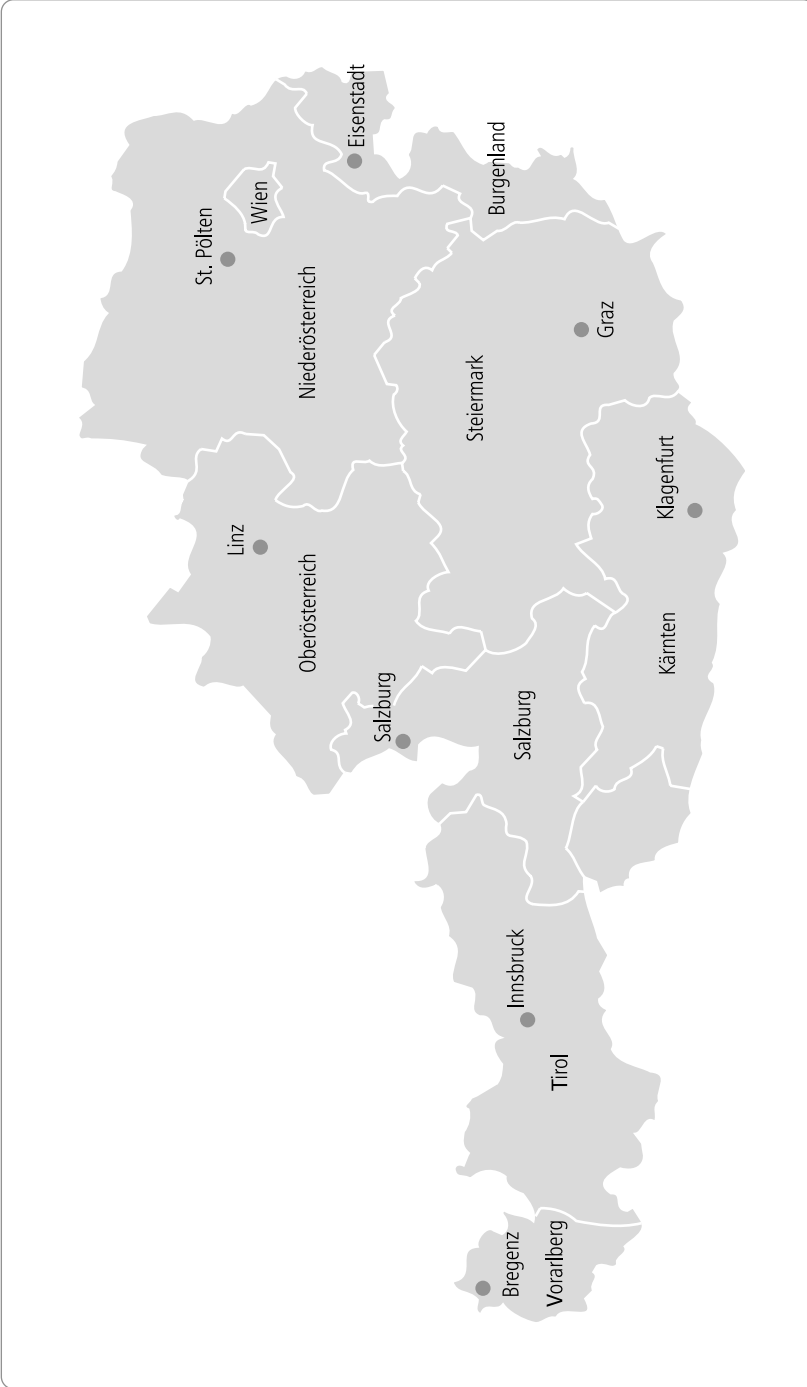 St. Pölten
Wien
Eisenstadt
Linz
Niederösterreich
Oberösterreich
Burgenland
Salzburg
Steiermark
Bregenz
Innsbruck
Salzburg
Graz
Vorarlberg
Tirol
Kärnten
Klagenfurt